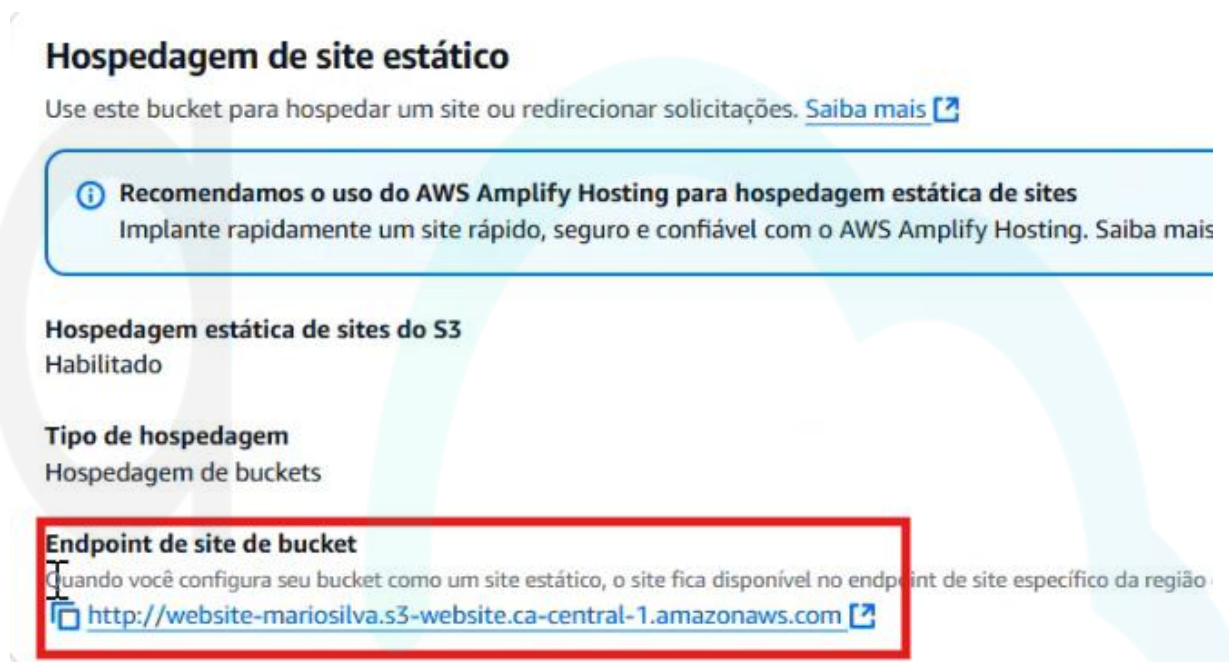 Hospedagem de site estático
Use este bucket para hospedar um site ou redirecionar solicitações. Saiba mais
Recomendamos o uso do AWS Amplify Hosting para hospedagem estática de sites
Implante rapidamente um site rápido, seguro e confiável com o AWS Amplify Hosting. Saiba mais
Hospedagem estática de sites do S3
Habilitado
Tipo de hospedagem
Hospedagem de buckets
Endpoint de site de bucket
Quando você configura seu bucket como um site estático, o site fica disponível no endpoint de site específico da região
http://website-mariosilva.s3-website.ca-central-1.amazonaws.com